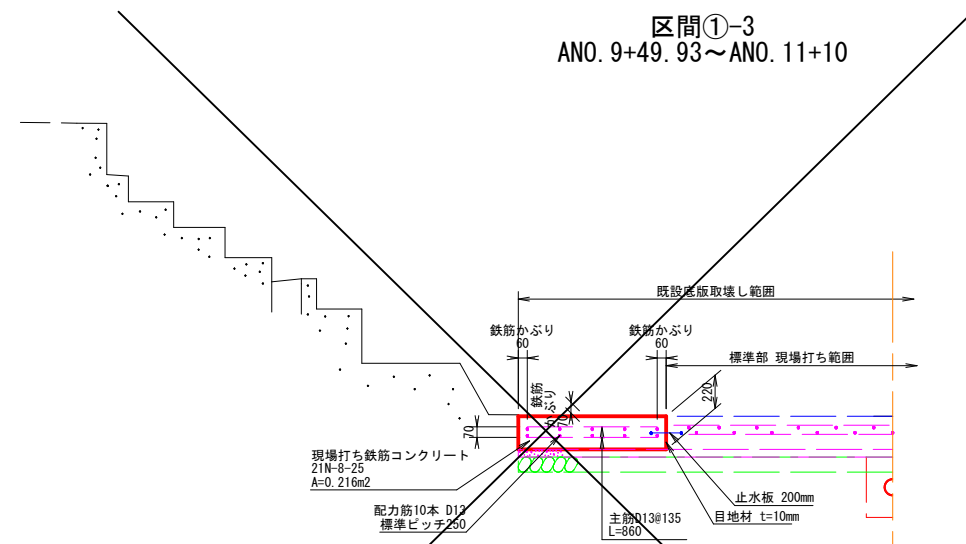 区間①-3
ANO.9+49.93～ANO.11+10
既設底版取壊し範囲
鉄筋かぶり
60
鉄筋かぶり
60
標準部 現場打ち範囲
鉄筋
かぶり
70
220
70
現場打ち鉄筋コンクリート
21N-8-25
A=0.216m2
配力筋10本 D13
標準ピッチ250
主筋D13@135
L=860
止水板 200mm
目地材 t=10mm